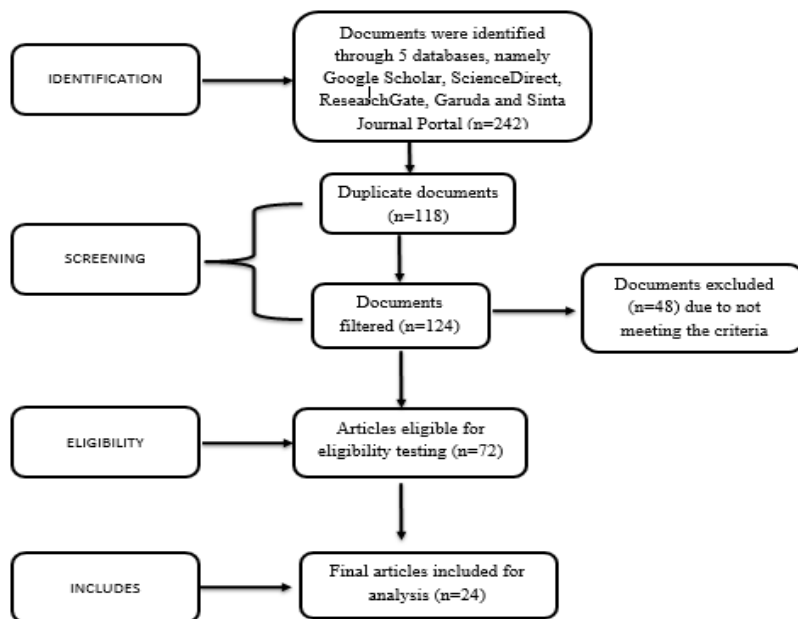 IDENTIFICATION
Documents were identified
through 5 databases, namely
Google Scholar, ScienceDirect,
ResearchGate, Garuda and Sinta
Journal Portal (n=242)
SCREENING
Duplicate documents
(n=118)
Documents
filtered (n=124)
Documents excluded
(n=48) due to not
meeting the criteria
ELIGIBILITY
Articles eligible for
eligibility testing (n=72)
INCLUDES
Final articles included for
analysis (n=24)